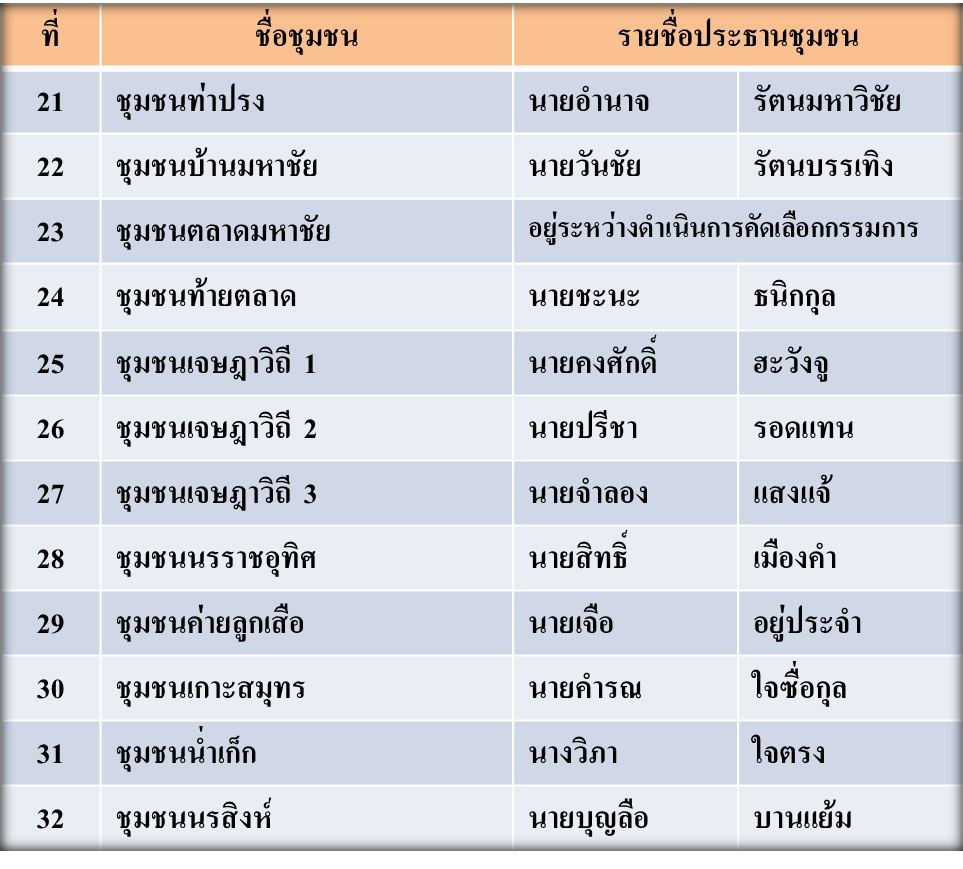 ที่ ชื่อชุมชน รายชื่อประธานชุมชน
21 ชุมชนท่าปรง นายอำนาจ รัตนมหาวิชัย
22 ชุมชนบ้านมหาชัย นายวันชัย รัตนบรรเทิง
23 ชุมชนตลาดมหาชัย อยู่ระหว่างดำเนินการคัดเลือกกรรมการ
24 ชุมชนท้ายตลาด นายชะนะ ธนิกกุล
25 ชุมชนเจษฎาวิถี 1 นายคงศักดิ์ ฮะวังจู
26 ชุมชนเจษฎาวิถี 2 นายปรีชา รอดแทน
27 ชุมชนเจษฎาวิถี 3 นายจำลอง แสงแจ้
28 ชุมชนนรราชอุทิศ นายสิทธิ์ เมืองคำ
29 ชุมชนค่ายลูกเสือ นายเจือ อยู่ประจำ
30 ชุมชนเกาะสมุทร นายคำรณ ใจซื่อกุล
31 ชุมชนน่ำเก็ก นางวิภา ใจตรง
32 ชุมชนนรสิงห์ นายบุญลือ บานแย้ม